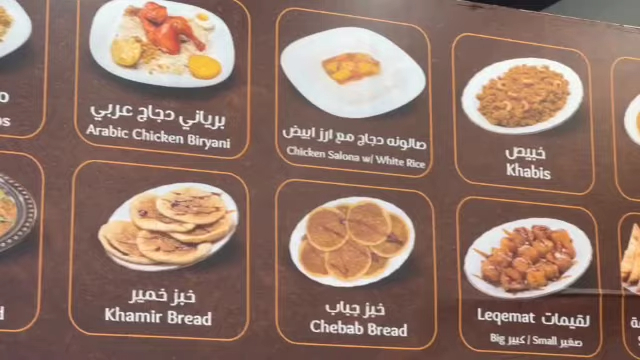 برياني دجاج عربي
Arabic Chicken Biryani
صالونه دجاج مع ارز ابيض
Chicken Salona w/ White Rice
خبيص
Khabis
خبز خمير
Khamir Bread
خبز جباب
Chebab Bread
Leqemat لقيمات
Big كبير / Small صغير